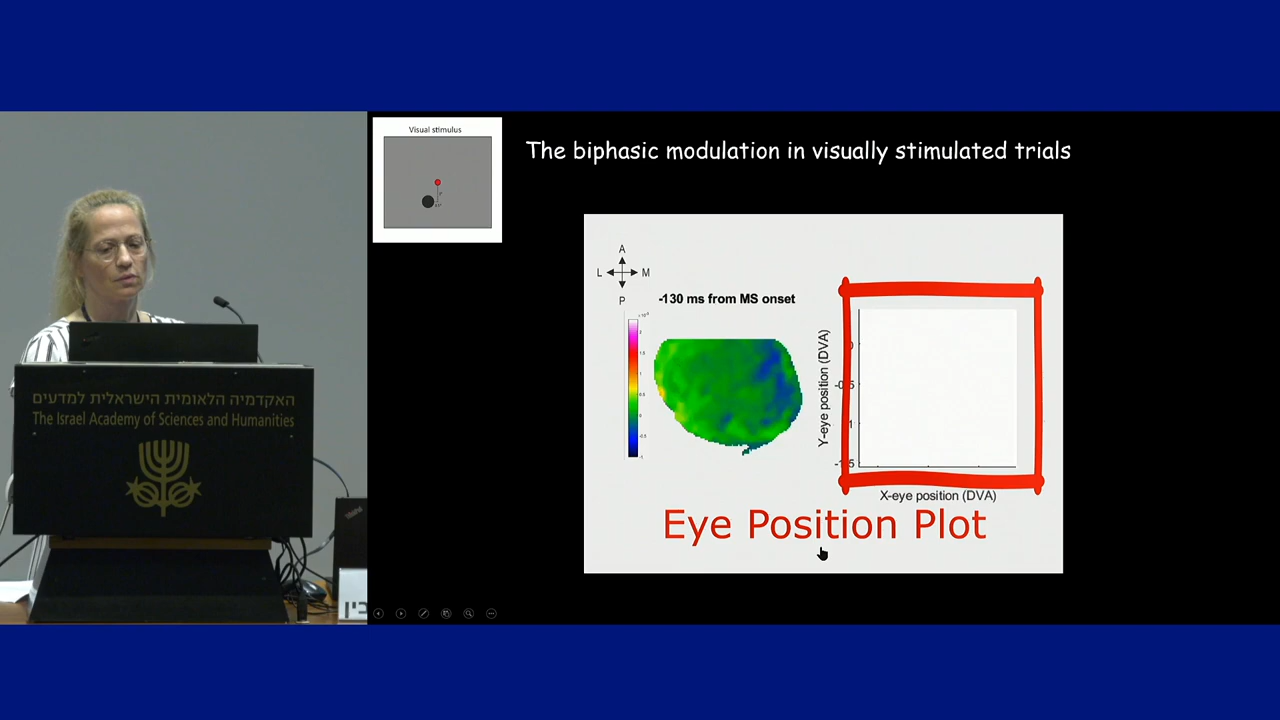 Visual stimulus
The biphasic modulation in visually stimulated trials
A
L M
P
-130 ms from MS onset
Y-eye position (DVA)
X-eye position (DVA)
Eye Position Plot
האקדמיה הלאומית הישראלית למדעים
The Israel Academy of Sciences and Humanities